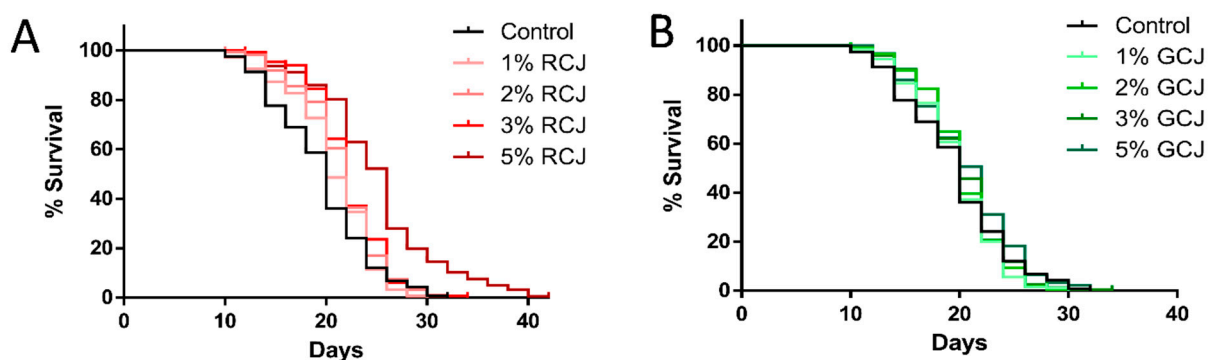 A
Control
1% RCJ
2% RCJ
3% RCJ
5% RCJ
% Survival
100
80
60
40
20
0
0 10 20 30 40
Days
B
Control
1% GCJ
2% GCJ
3% GCJ
5% GCJ
% Survival
100
80
60
40
20
0
0 10 20 30 40
Days